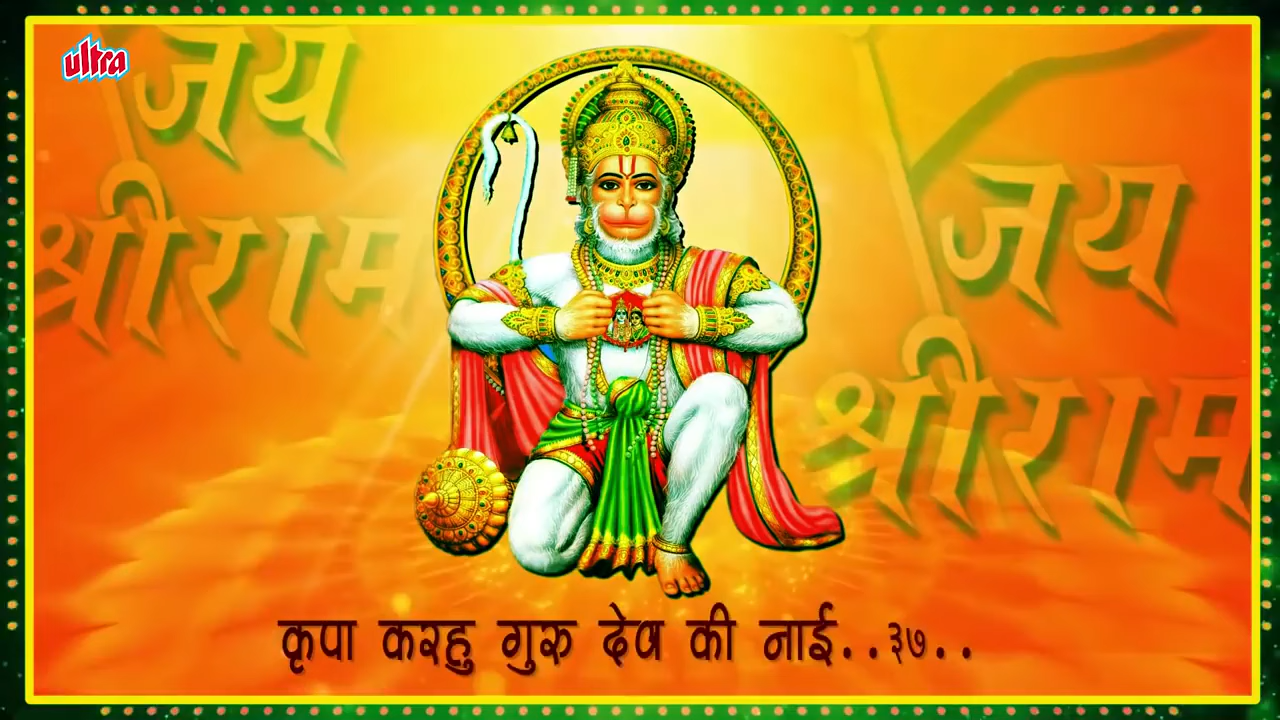 ultra
जय
श्रीराम
जय
श्रीराम
कृपा करहु गुरु देव की नाई..३७..